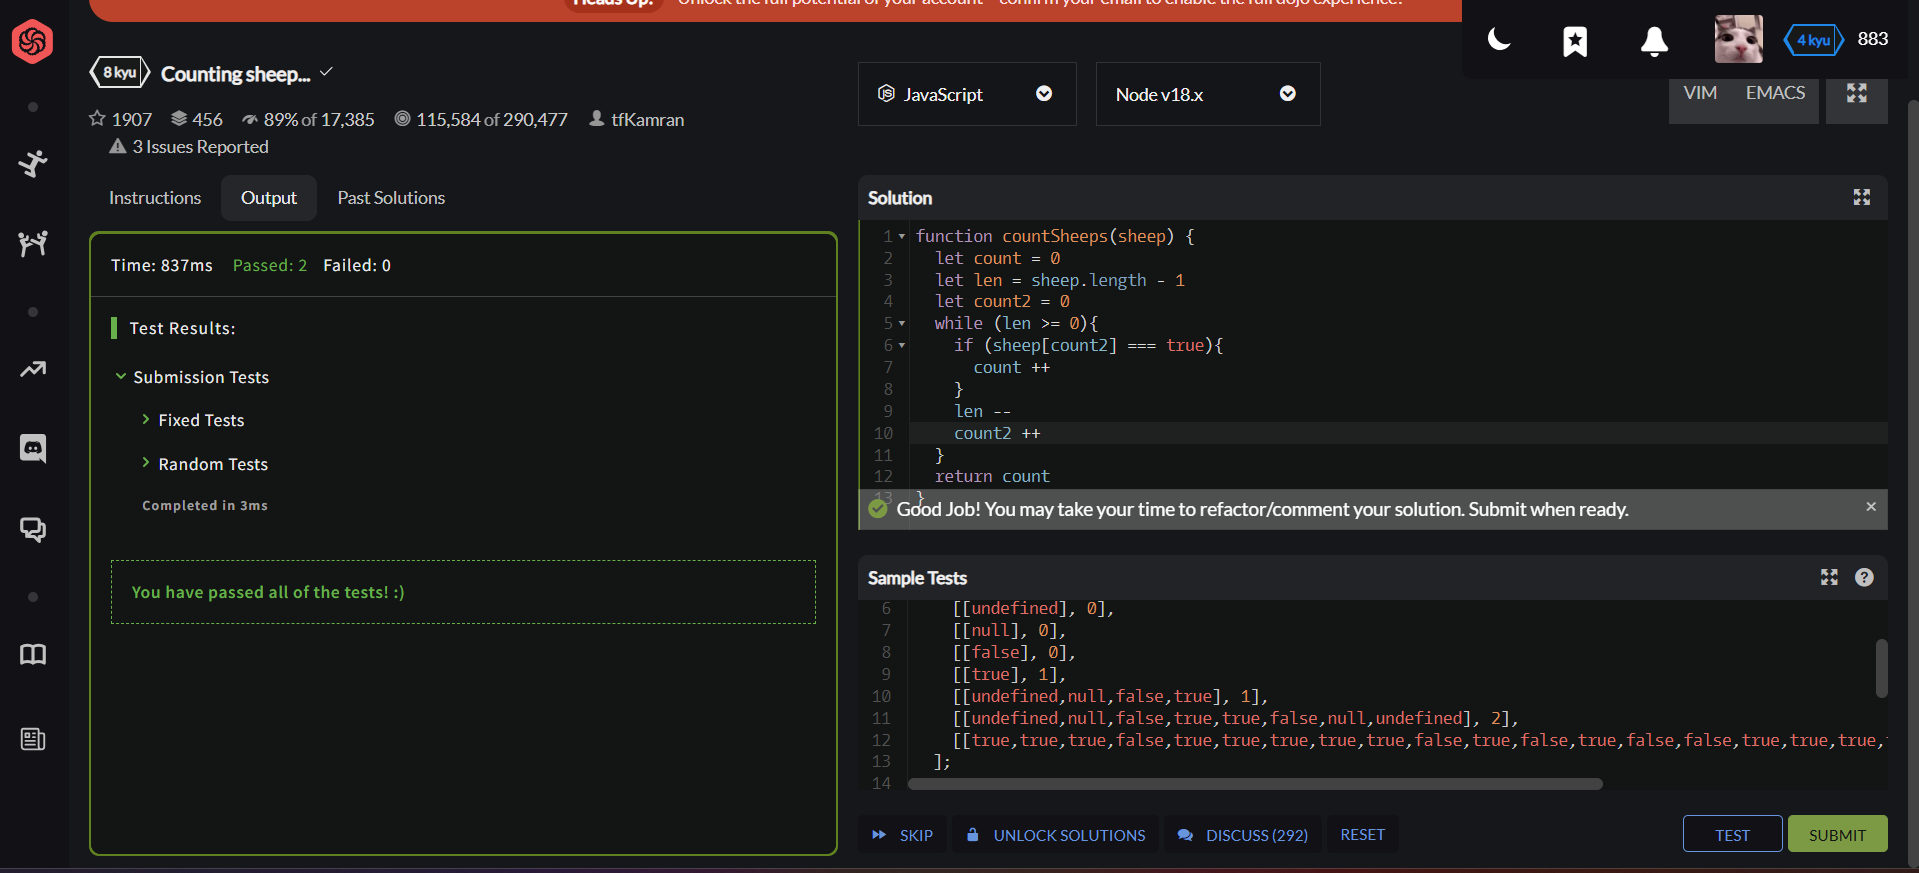 Heads Up! Unlock the full potential of your account - confirm your email to enable the full dojo experience!
4 kyu 883
8 kyu Counting sheep...
1907 456 89% of 17,385 115,584 of 290,477 tfKamran
3 Issues Reported
JavaScript
Node v18.x
VIM EMACS
Instructions Output Past Solutions
Time: 837ms Passed: 2 Failed: 0
Test Results:
Submission Tests
Fixed Tests
Random Tests
Completed in 3ms
You have passed all of the tests! :)
Solution
1 function countSheeps(sheep) {
2 let count = 0
3 let len = sheep.length - 1
4 let count2 = 0
5 while (len >= 0){
6 if (sheep[count2] === true){
7 count ++
8 }
9 len --
10 count2 ++
11 }
12 return count
13 }
Good Job! You may take your time to refactor/comment your solution. Submit when ready.
Sample Tests
6 [[undefined], 0],
7 [[null], 0],
8 [[false], 0],
9 [[true], 1],
10 [[undefined,null,false,true], 1],
11 [[undefined,null,false,true,true,false,null,undefined], 2],
12 [[true,true,true,false,true,true,true,true,true,false,true,false,true,false,false,true,true,true,
13 ];
14
SKIP UNLOCK SOLUTIONS DISCUSS (292) RESET TEST SUBMIT